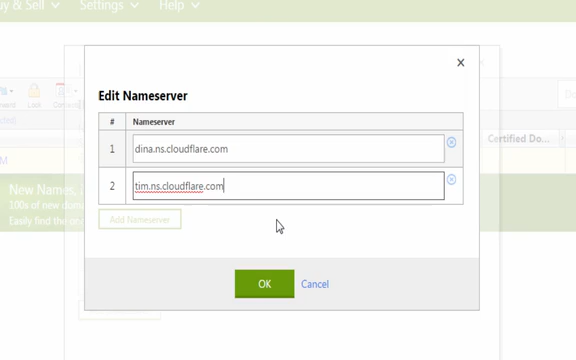 Buy & Sell Settings Help
Edit Nameserver
# Nameserver
1 dina.ns.cloudflare.com
2 tim.ns.cloudflare.com
Add Nameserver
OK Cancel
Lock
Certified Do...
New Names,
100s of new
Easily find the